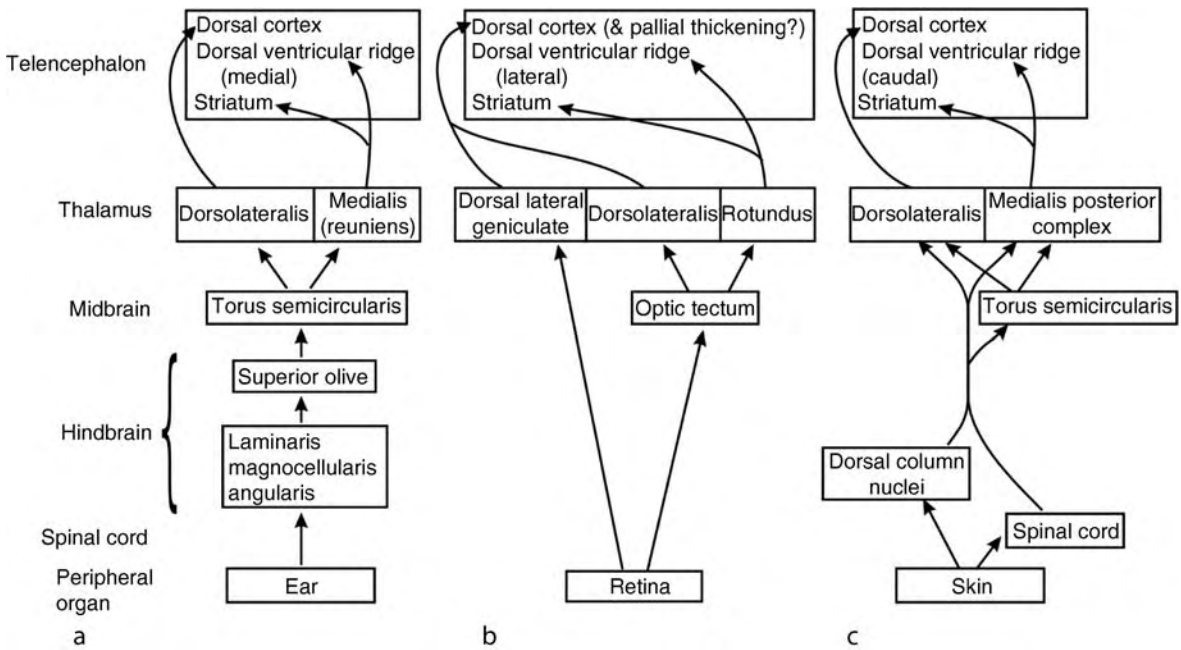 Telencephalon
Thalamus
Midbrain
Hindbrain
Spinal cord
Peripheral
organ
Dorsal cortex
Dorsal ventricular ridge
(medial)
Striatum
Dorsolateralis
Medialis
(reuniens)
Torus semicircularis
Superior olive
Laminaris
magnocellularis
angularis
Ear
a
Dorsal cortex (& pallial thickening?)
Dorsal ventricular ridge
(lateral)
Striatum
Dorsal lateral
geniculate
Dorsolateralis
Rotundus
Optic tectum
Retina
b
Dorsal cortex
Dorsal ventricular ridge
(caudal)
Striatum
Dorsolateralis
Medialis posterior
complex
Torus semicircularis
Dorsal column
nuclei
Spinal cord
Skin
c